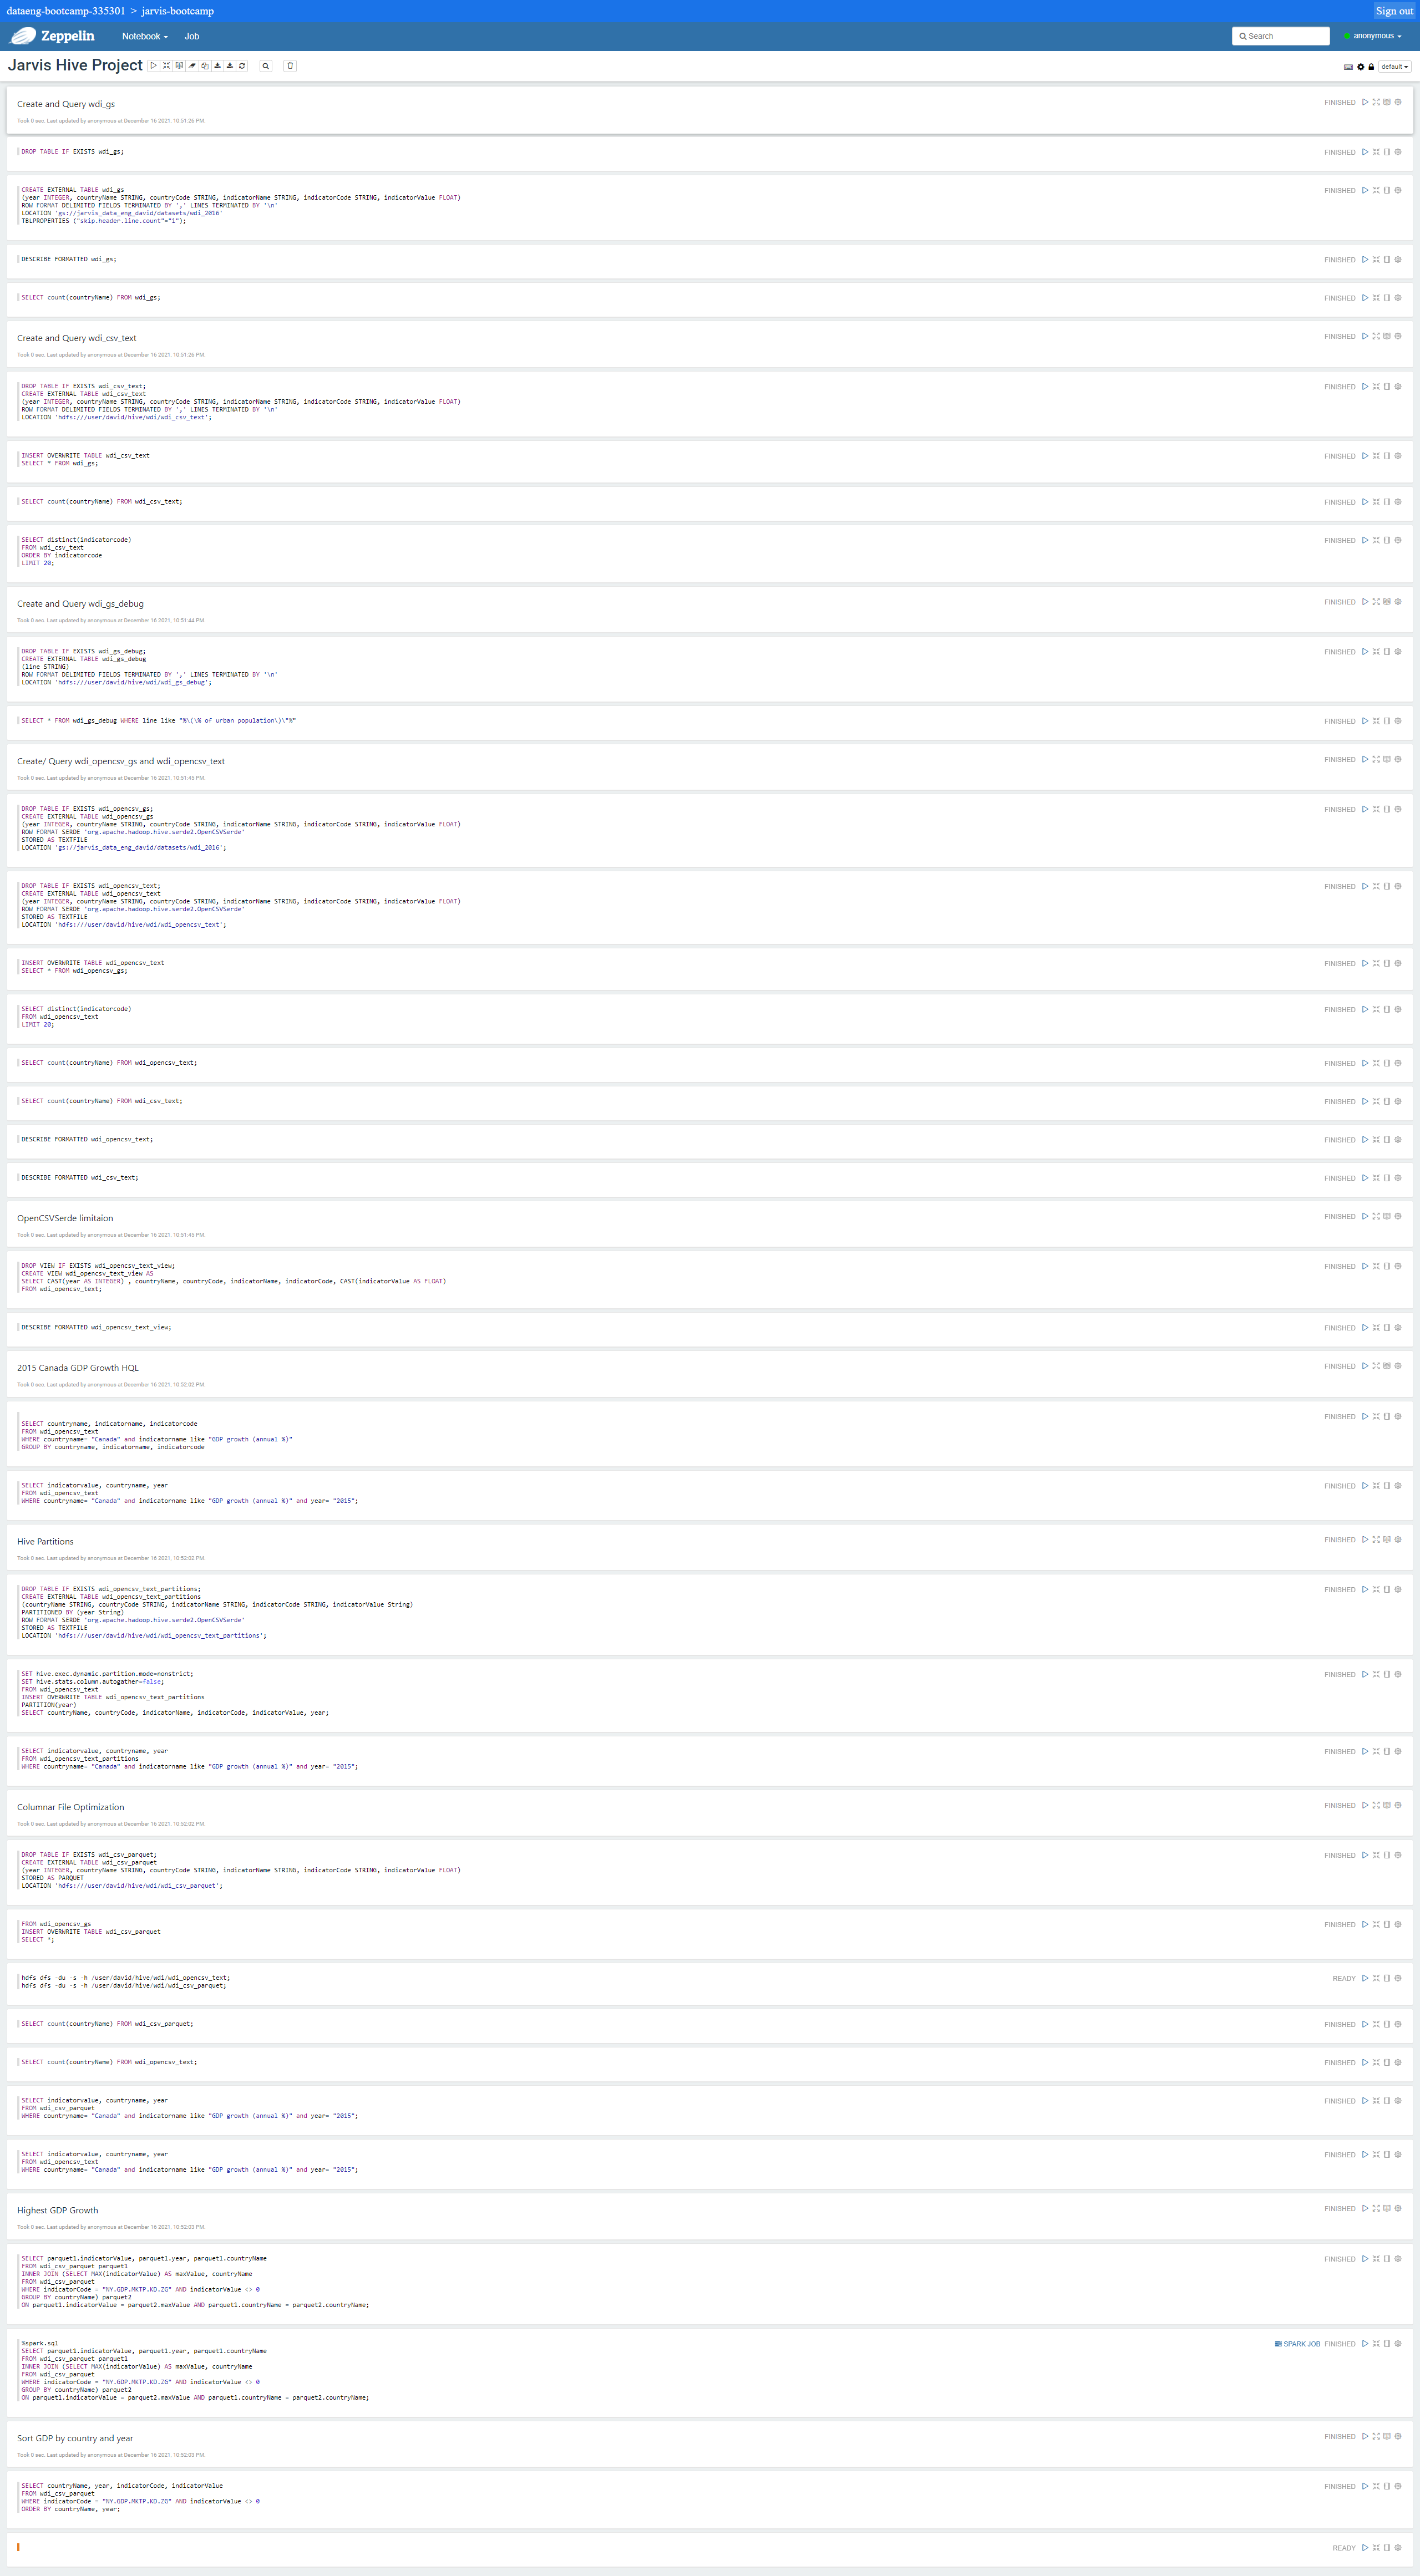 dataeng-bootcamp-335301 > jarvis-bootcamp
Sign out
Zeppelin
Notebook
Job
Search
anonymous
Jarvis Hive Project
default
Create and Query wdi_gs
FINISHED
Took 0 sec. Last updated by anonymous at December 16 2021, 10:51:26 PM.
DROP TABLE IF EXISTS wdi_gs;
FINISHED
CREATE EXTERNAL TABLE wdi_gs
FINISHED
(year INTEGER, countryName STRING, countryCode STRING, indicatorName STRING, indicatorCode STRING, indicatorValue FLOAT)
ROW FORMAT DELIMITED FIELDS TERMINATED BY ',' LINES TERMINATED BY '\n'
LOCATION 'gs://jarvis_data_eng_david/datasets/wdi_2016'
TBLPROPERTIES ("skip.header.line.count"="1");
DESCRIBE FORMATTED wdi_gs;
FINISHED
SELECT count(countryName) FROM wdi_gs;
FINISHED
Create and Query wdi_csv_text
FINISHED
Took 0 sec. Last updated by anonymous at December 16 2021, 10:51:26 PM.
DROP TABLE IF EXISTS wdi_csv_text;
FINISHED
CREATE EXTERNAL TABLE wdi_csv_text
(year INTEGER, countryName STRING, countryCode STRING, indicatorName STRING, indicatorCode STRING, indicatorValue FLOAT)
ROW FORMAT DELIMITED FIELDS TERMINATED BY ',' LINES TERMINATED BY '\n'
LOCATION 'hdfs:///user/david/hive/wdi/wdi_csv_text';
INSERT OVERWRITE TABLE wdi_csv_text
FINISHED
SELECT * FROM wdi_gs;
SELECT count(countryName) FROM wdi_csv_text;
FINISHED
SELECT distinct(indicatorcode)
FINISHED
FROM wdi_csv_text
ORDER BY indicatorcode
LIMIT 20;
Create and Query wdi_gs_debug
FINISHED
Took 0 sec. Last updated by anonymous at December 16 2021, 10:51:44 PM.
DROP TABLE IF EXISTS wdi_gs_debug;
FINISHED
CREATE EXTERNAL TABLE wdi_gs_debug
(line STRING)
ROW FORMAT DELIMITED FIELDS TERMINATED BY ',' LINES TERMINATED BY '\n'
LOCATION 'hdfs:///user/david/hive/wdi/wdi_gs_debug';
SELECT * FROM wdi_gs_debug WHERE line like "%\(\% of urban population\)\"%"
FINISHED
Create/ Query wdi_opencsv_gs and wdi_opencsv_text
FINISHED
Took 0 sec. Last updated by anonymous at December 16 2021, 10:51:45 PM.
DROP TABLE IF EXISTS wdi_opencsv_gs;
FINISHED
CREATE EXTERNAL TABLE wdi_opencsv_gs
(year INTEGER, countryName STRING, countryCode STRING, indicatorName STRING, indicatorCode STRING, indicatorValue FLOAT)
ROW FORMAT SERDE 'org.apache.hadoop.hive.serde2.OpenCSVSerde'
STORED AS TEXTFILE
LOCATION 'gs://jarvis_data_eng_david/datasets/wdi_2016';
DROP TABLE IF EXISTS wdi_opencsv_text;
FINISHED
CREATE EXTERNAL TABLE wdi_opencsv_text
(year INTEGER, countryName STRING, countryCode STRING, indicatorName STRING, indicatorCode STRING, indicatorValue FLOAT)
ROW FORMAT SERDE 'org.apache.hadoop.hive.serde2.OpenCSVSerde'
STORED AS TEXTFILE
LOCATION 'hdfs:///user/david/hive/wdi/wdi_opencsv_text';
INSERT OVERWRITE TABLE wdi_opencsv_text
FINISHED
SELECT * FROM wdi_opencsv_gs;
SELECT distinct(indicatorcode)
FINISHED
FROM wdi_opencsv_text
LIMIT 20;
SELECT count(countryName) FROM wdi_opencsv_text;
FINISHED
SELECT count(countryName) FROM wdi_csv_text;
FINISHED
DESCRIBE FORMATTED wdi_opencsv_text;
FINISHED
DESCRIBE FORMATTED wdi_csv_text;
FINISHED
OpenCSVSerde limitaion
FINISHED
Took 0 sec. Last updated by anonymous at December 16 2021, 10:51:45 PM.
DROP VIEW IF EXISTS wdi_opencsv_text_view;
FINISHED
CREATE VIEW wdi_opencsv_text_view AS
SELECT CAST(year AS INTEGER) , countryName, countryCode, indicatorName, indicatorCode, CAST(indicatorValue AS FLOAT)
FROM wdi_opencsv_text;
DESCRIBE FORMATTED wdi_opencsv_text_view;
FINISHED
2015 Canada GDP Growth HQL
FINISHED
Took 0 sec. Last updated by anonymous at December 16 2021, 10:52:02 PM.
FINISHED
SELECT countryname, indicatorname, indicatorcode
FROM wdi_opencsv_text
WHERE countryname= "Canada" and indicatorname like "GDP growth (annual %)"
GROUP BY countryname, indicatorname, indicatorcode
SELECT indicatorvalue, countryname, year
FINISHED
FROM wdi_opencsv_text
WHERE countryname= "Canada" and indicatorname like "GDP growth (annual %)" and year= "2015";
Hive Partitions
FINISHED
Took 0 sec. Last updated by anonymous at December 16 2021, 10:52:02 PM.
DROP TABLE IF EXISTS wdi_opencsv_text_partitions;
FINISHED
CREATE EXTERNAL TABLE wdi_opencsv_text_partitions
(countryName STRING, countryCode STRING, indicatorName STRING, indicatorCode STRING, indicatorValue String)
PARTITIONED BY (year String)
ROW FORMAT SERDE 'org.apache.hadoop.hive.serde2.OpenCSVSerde'
STORED AS TEXTFILE
LOCATION 'hdfs:///user/david/hive/wdi/wdi_opencsv_text_partitions';
SET hive.exec.dynamic.partition.mode=nonstrict;
FINISHED
SET hive.stats.column.autogather=false;
FROM wdi_opencsv_text
INSERT OVERWRITE TABLE wdi_opencsv_text_partitions
PARTITION(year)
SELECT countryName, countryCode, indicatorName, indicatorCode, indicatorValue, year;
SELECT indicatorvalue, countryname, year
FINISHED
FROM wdi_opencsv_text_partitions
WHERE countryname= "Canada" and indicatorname like "GDP growth (annual %)" and year= "2015";
Columnar File Optimization
FINISHED
Took 0 sec. Last updated by anonymous at December 16 2021, 10:52:02 PM.
DROP TABLE IF EXISTS wdi_csv_parquet;
FINISHED
CREATE EXTERNAL TABLE wdi_csv_parquet
(year INTEGER, countryName STRING, countryCode STRING, indicatorName STRING, indicatorCode STRING, indicatorValue FLOAT)
STORED AS PARQUET
LOCATION 'hdfs:///user/david/hive/wdi/wdi_csv_parquet';
FROM wdi_opencsv_gs
FINISHED
INSERT OVERWRITE TABLE wdi_csv_parquet
SELECT *;
hdfs dfs -du -s -h /user/david/hive/wdi/wdi_opencsv_text;
READY
hdfs dfs -du -s -h /user/david/hive/wdi/wdi_csv_parquet;
SELECT count(countryName) FROM wdi_csv_parquet;
FINISHED
SELECT count(countryName) FROM wdi_opencsv_text;
FINISHED
SELECT indicatorvalue, countryname, year
FINISHED
FROM wdi_csv_parquet
WHERE countryname= "Canada" and indicatorname like "GDP growth (annual %)" and year= "2015";
SELECT indicatorvalue, countryname, year
FINISHED
FROM wdi_opencsv_text
WHERE countryname= "Canada" and indicatorname like "GDP growth (annual %)" and year= "2015";
Highest GDP Growth
FINISHED
Took 0 sec. Last updated by anonymous at December 16 2021, 10:52:03 PM.
SELECT parquet1.indicatorValue, parquet1.year, parquet1.countryName
FINISHED
FROM wdi_csv_parquet parquet1
INNER JOIN (SELECT MAX(indicatorValue) AS maxValue, countryName
FROM wdi_csv_parquet
WHERE indicatorCode = "NY.GDP.MKTP.KD.ZG" AND indicatorValue <> 0
GROUP BY countryName) parquet2
ON parquet1.indicatorValue = parquet2.maxValue AND parquet1.countryName = parquet2.countryName;
%spark.sql
SPARK JOB FINISHED
SELECT parquet1.indicatorValue, parquet1.year, parquet1.countryName
FROM wdi_csv_parquet parquet1
INNER JOIN (SELECT MAX(indicatorValue) AS maxValue, countryName
FROM wdi_csv_parquet
WHERE indicatorCode = "NY.GDP.MKTP.KD.ZG" AND indicatorValue <> 0
GROUP BY countryName) parquet2
ON parquet1.indicatorValue = parquet2.maxValue AND parquet1.countryName = parquet2.countryName;
Sort GDP by country and year
FINISHED
Took 0 sec. Last updated by anonymous at December 16 2021, 10:52:03 PM.
SELECT countryName, year, indicatorCode, indicatorValue
FINISHED
FROM wdi_csv_parquet
WHERE indicatorCode = "NY.GDP.MKTP.KD.ZG" AND indicatorValue <> 0
ORDER BY countryName, year;
READY